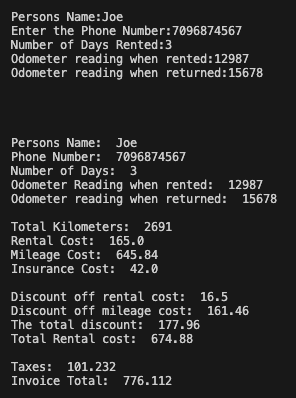 Persons Name:Joe
Enter the Phone Number:7096874567
Number of Days Rented:3
Odometer reading when rented:12987
Odometer reading when returned:15678
Persons Name:  Joe
Phone Number:  7096874567
Number of Days:  3
Odometer Reading when rented:  12987
Odometer reading when returned:  15678
Total Kilometers:  2691
Rental Cost:  165.0
Mileage Cost:  645.84
Insurance Cost:  42.0
Discount off rental cost:  16.5
Discount off mileage cost:  161.46
The total discount:  177.96
Total Rental cost:  674.88
Taxes:  101.232
Invoice Total:  776.112